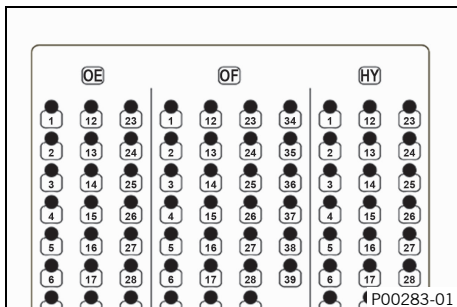 OE OF HY
1 12 23 1 12 23 34 1 12 23
2 13 24 2 13 24 35 2 13 24
3 14 25 3 14 25 36 3 14 25
4 15 26 4 15 26 37 4 15 26
5 16 27 5 16 27 38 5 16 27
6 17 28 6 17 28 39 6 17 28
P00283-01